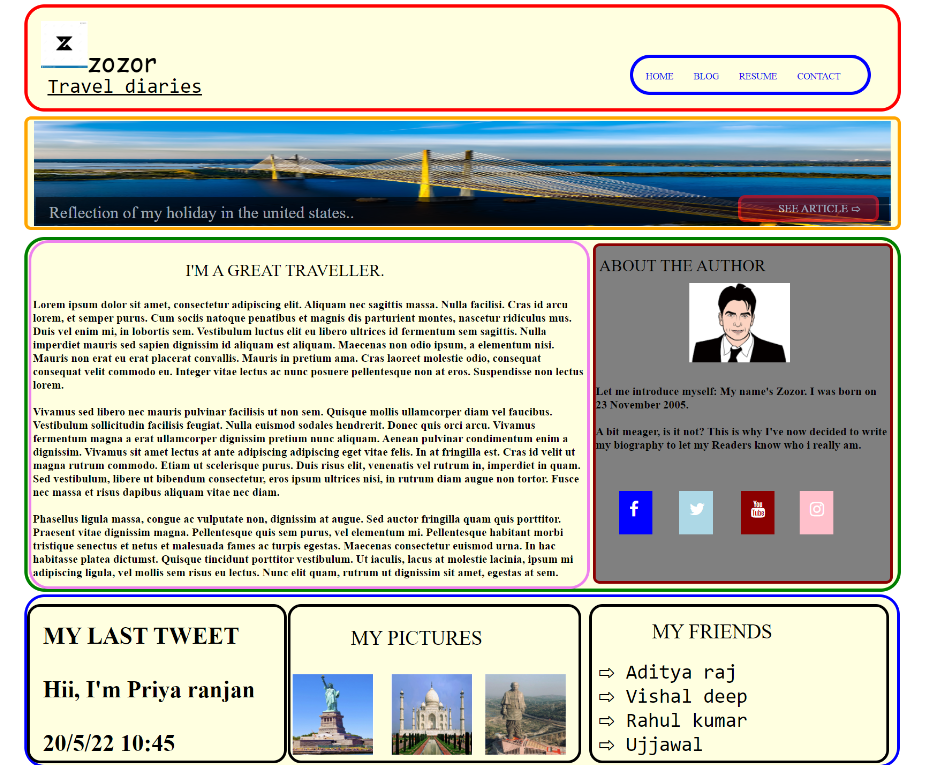 zozor
Travel diaries
HOME BLOG RESUME CONTACT
Reflection of my holiday in the united states..
SEE ARTICLE ⇨
I'M A GREAT TRAVELLER.
Lorem ipsum dolor sit amet, consectetur adipiscing elit. Aliquam nec sagittis massa. Nulla facilisi. Cras id arcu
lorem, et semper purus. Cum sociis natoque penatibus et magnis dis parturient montes, nascetur ridiculus mus.
Duis vel enim mi, in lobortis sem. Vestibulum luctus elit eu libero ultrices id fermentum sem sagittis. Nulla
imperdiet mauris sed sapien dignissim id aliquam est aliquam. Maecenas non odio ipsum, a elementum nisi.
Mauris non erat eu erat placerat convallis. Mauris in pretium ama. Cras laoreet molestie odio, consequat
consequat velit commodo eu. Integer vitae lectus ac nunc posuere pellentesque non at eros. Suspendisse non lectus
lorem.
Vivamus sed libero nec mauris pulvinar facilisis ut non sem. Quisque mollis ullamcorper diam vel faucibus.
Vestibulum sollicitudin facilisis feugiat. Nulla euismod sodales hendrerit. Donec quis orci arcu. Vivamus
fermentum magna a erat ullamcorper dignissim pretium nunc aliquam. Aenean pulvinar condimentum enim a
dignissim. Vivamus sit amet lectus at ante adipiscing adipiscing eget vitae felis. In at fringilla est. Cras id velit ut
magna rutrum commodo. Etiam ut scelerisque purus. Duis risus elit, venenatis vel rutrum in, imperdiet in quam.
Sed vestibulum, libere ut bibendum consectetur, eros ipsum ultrices nisi, in rutrum diam augue non tortor. Fusce
nec massa et risus dapibus aliquam vitae nec diam.
Phasellus ligula massa, congue ac vulputate non, dignissim at augue. Sed auctor fringilla quam quis porttitor.
Praesent vitae dignissim magna. Pellentesque quis sem purus, vel elementum mi. Pellentesque habitant morbi
tristique senectus et netus et malesuada fames ac turpis egestas. Maecenas consectetur euismod urna. In hac
habitasse platea dictumst. Quisque tincidunt porttitor vestibulum. Ut iaculis, lacus at molestie lacinia, ipsum mi
adipiscing ligula, vel mollis sem risus eu lectus. Nunc elit quam, rutrum ut dignissim sit amet, egestas at sem.
ABOUT THE AUTHOR
Let me introduce myself: My name's Zozor. I was born on
23 November 2005.
A bit meager, is it not? This is why I've now decided to write
my biography to let my Readers know who i really am.
You
Tube
MY LAST TWEET
Hii, I'm Priya ranjan
20/5/22 10:45
MY PICTURES
MY FRIENDS
⇨ Aditya raj
⇨ Vishal deep
⇨ Rahul kumar
⇨ Ujjawal